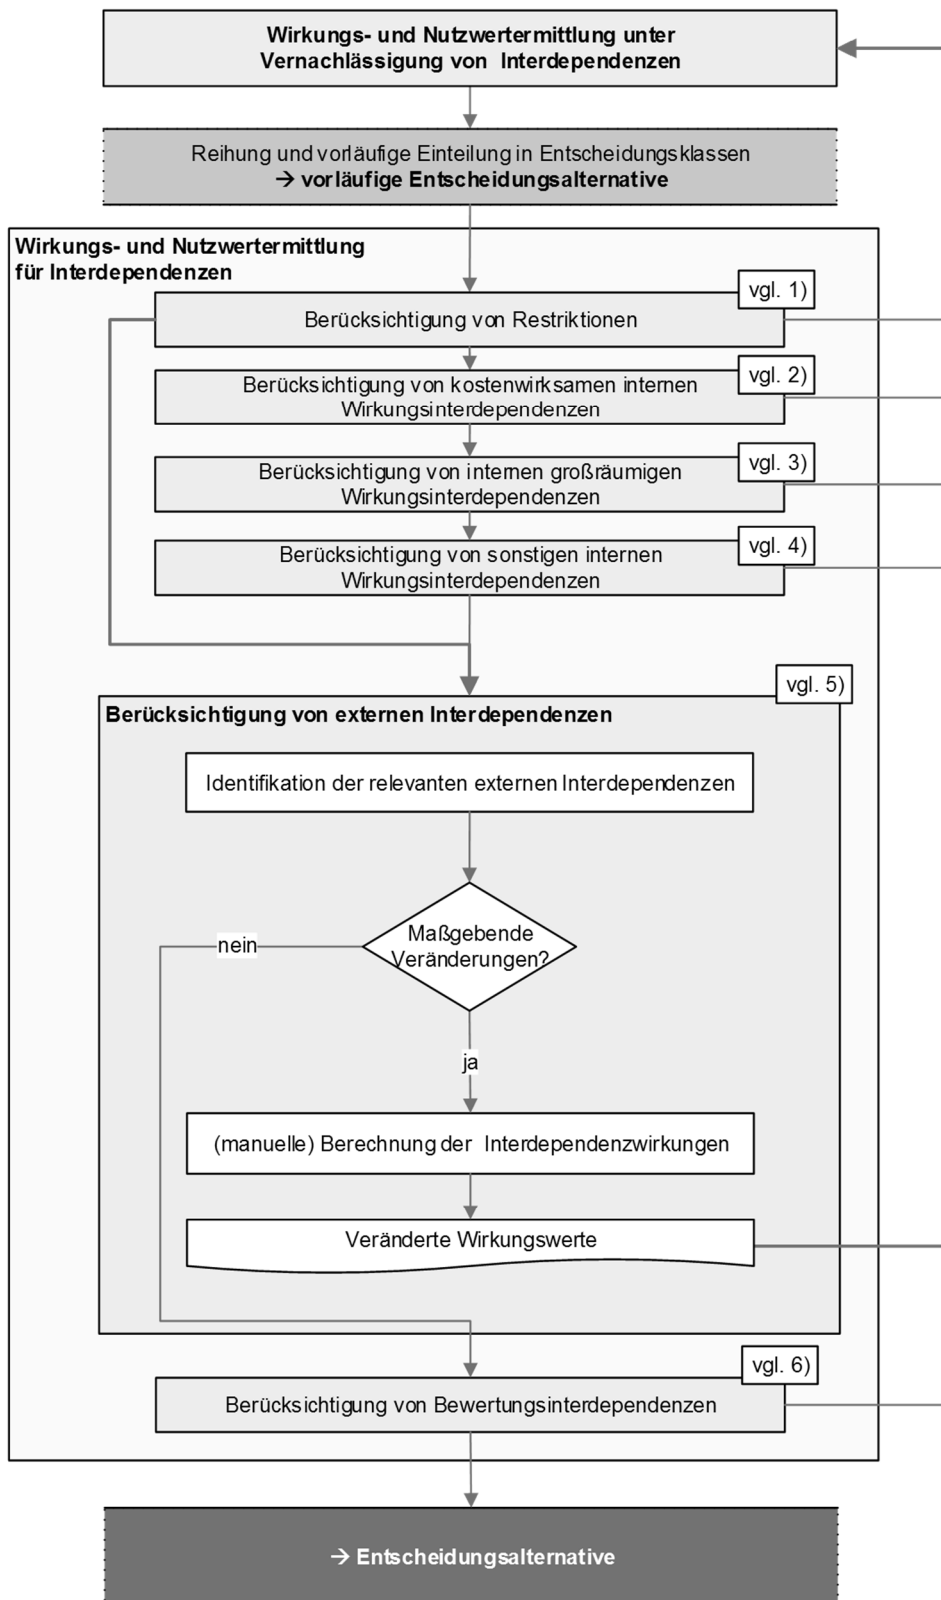 Wirkungs- und Nutzwertermittlung unter
Vernachlässigung von Interdependenzen
Reihung und vorläufige Einteilung in Entscheidungsklassen
→ vorläufige Entscheidungsalternative
Wirkungs- und Nutzwertermittlung
für Interdependenzen
vgl. 1)
Berücksichtigung von Restriktionen
vgl. 2)
Berücksichtigung von kostenwirksamen internen
Wirkungsinterdependenzen
vgl. 3)
Berücksichtigung von internen großräumigen
Wirkungsinterdependenzen
vgl. 4)
Berücksichtigung von sonstigen internen
Wirkungsinterdependenzen
vgl. 5)
Berücksichtigung von externen Interdependenzen
Identifikation der relevanten externen Interdependenzen
Maßgebende
Veränderungen?
nein
ja
(manuelle) Berechnung der Interdependenzwirkungen
Veränderte Wirkungswerte
vgl. 6)
Berücksichtigung von Bewertungsinterdependenzen
→ Entscheidungsalternative